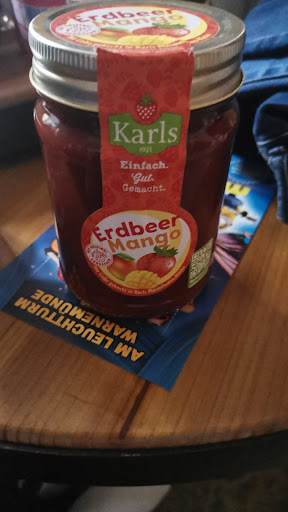 Erdbeer
Mango
Karls
1921
Einfach.
Gut.
Gemacht.
Erdbeer
Mango
AM LEUCHTTURM
WARNEMÜNDE